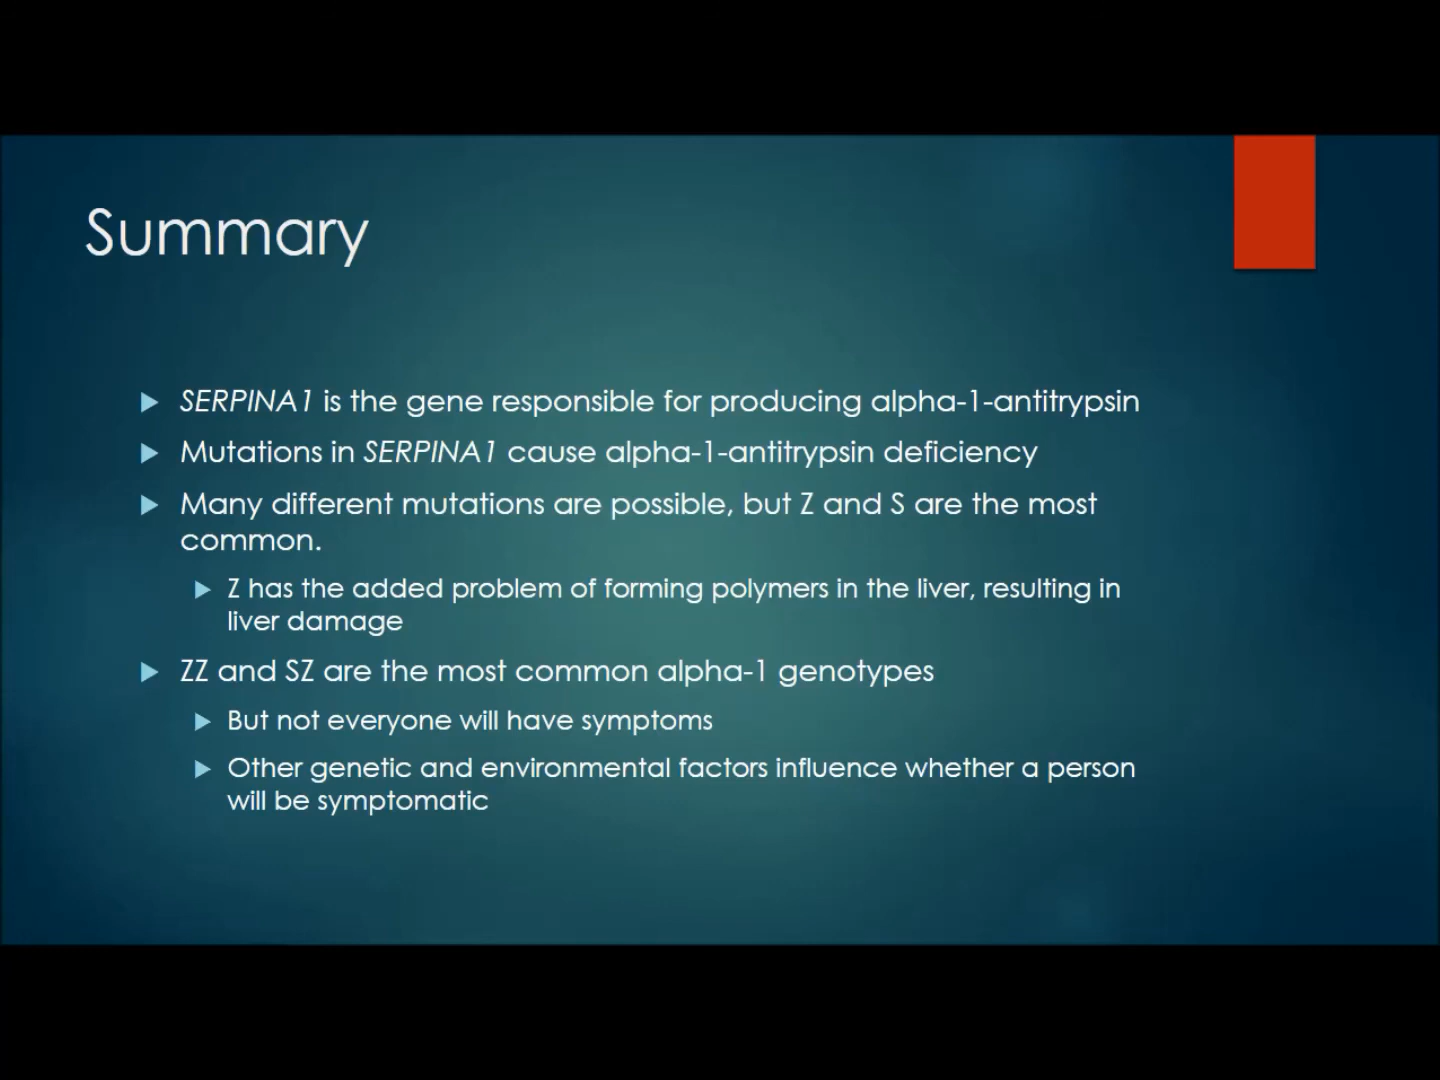 Summary
SERPINA1 is the gene responsible for producing alpha-1-antitrypsin
Mutations in SERPINA1 cause alpha-1-antitrypsin deficiency
Many different mutations are possible, but Z and S are the most
common.
Z has the added problem of forming polymers in the liver, resulting in
liver damage
ZZ and SZ are the most common alpha-1 genotypes
But not everyone will have symptoms
Other genetic and environmental factors influence whether a person
will be symptomatic